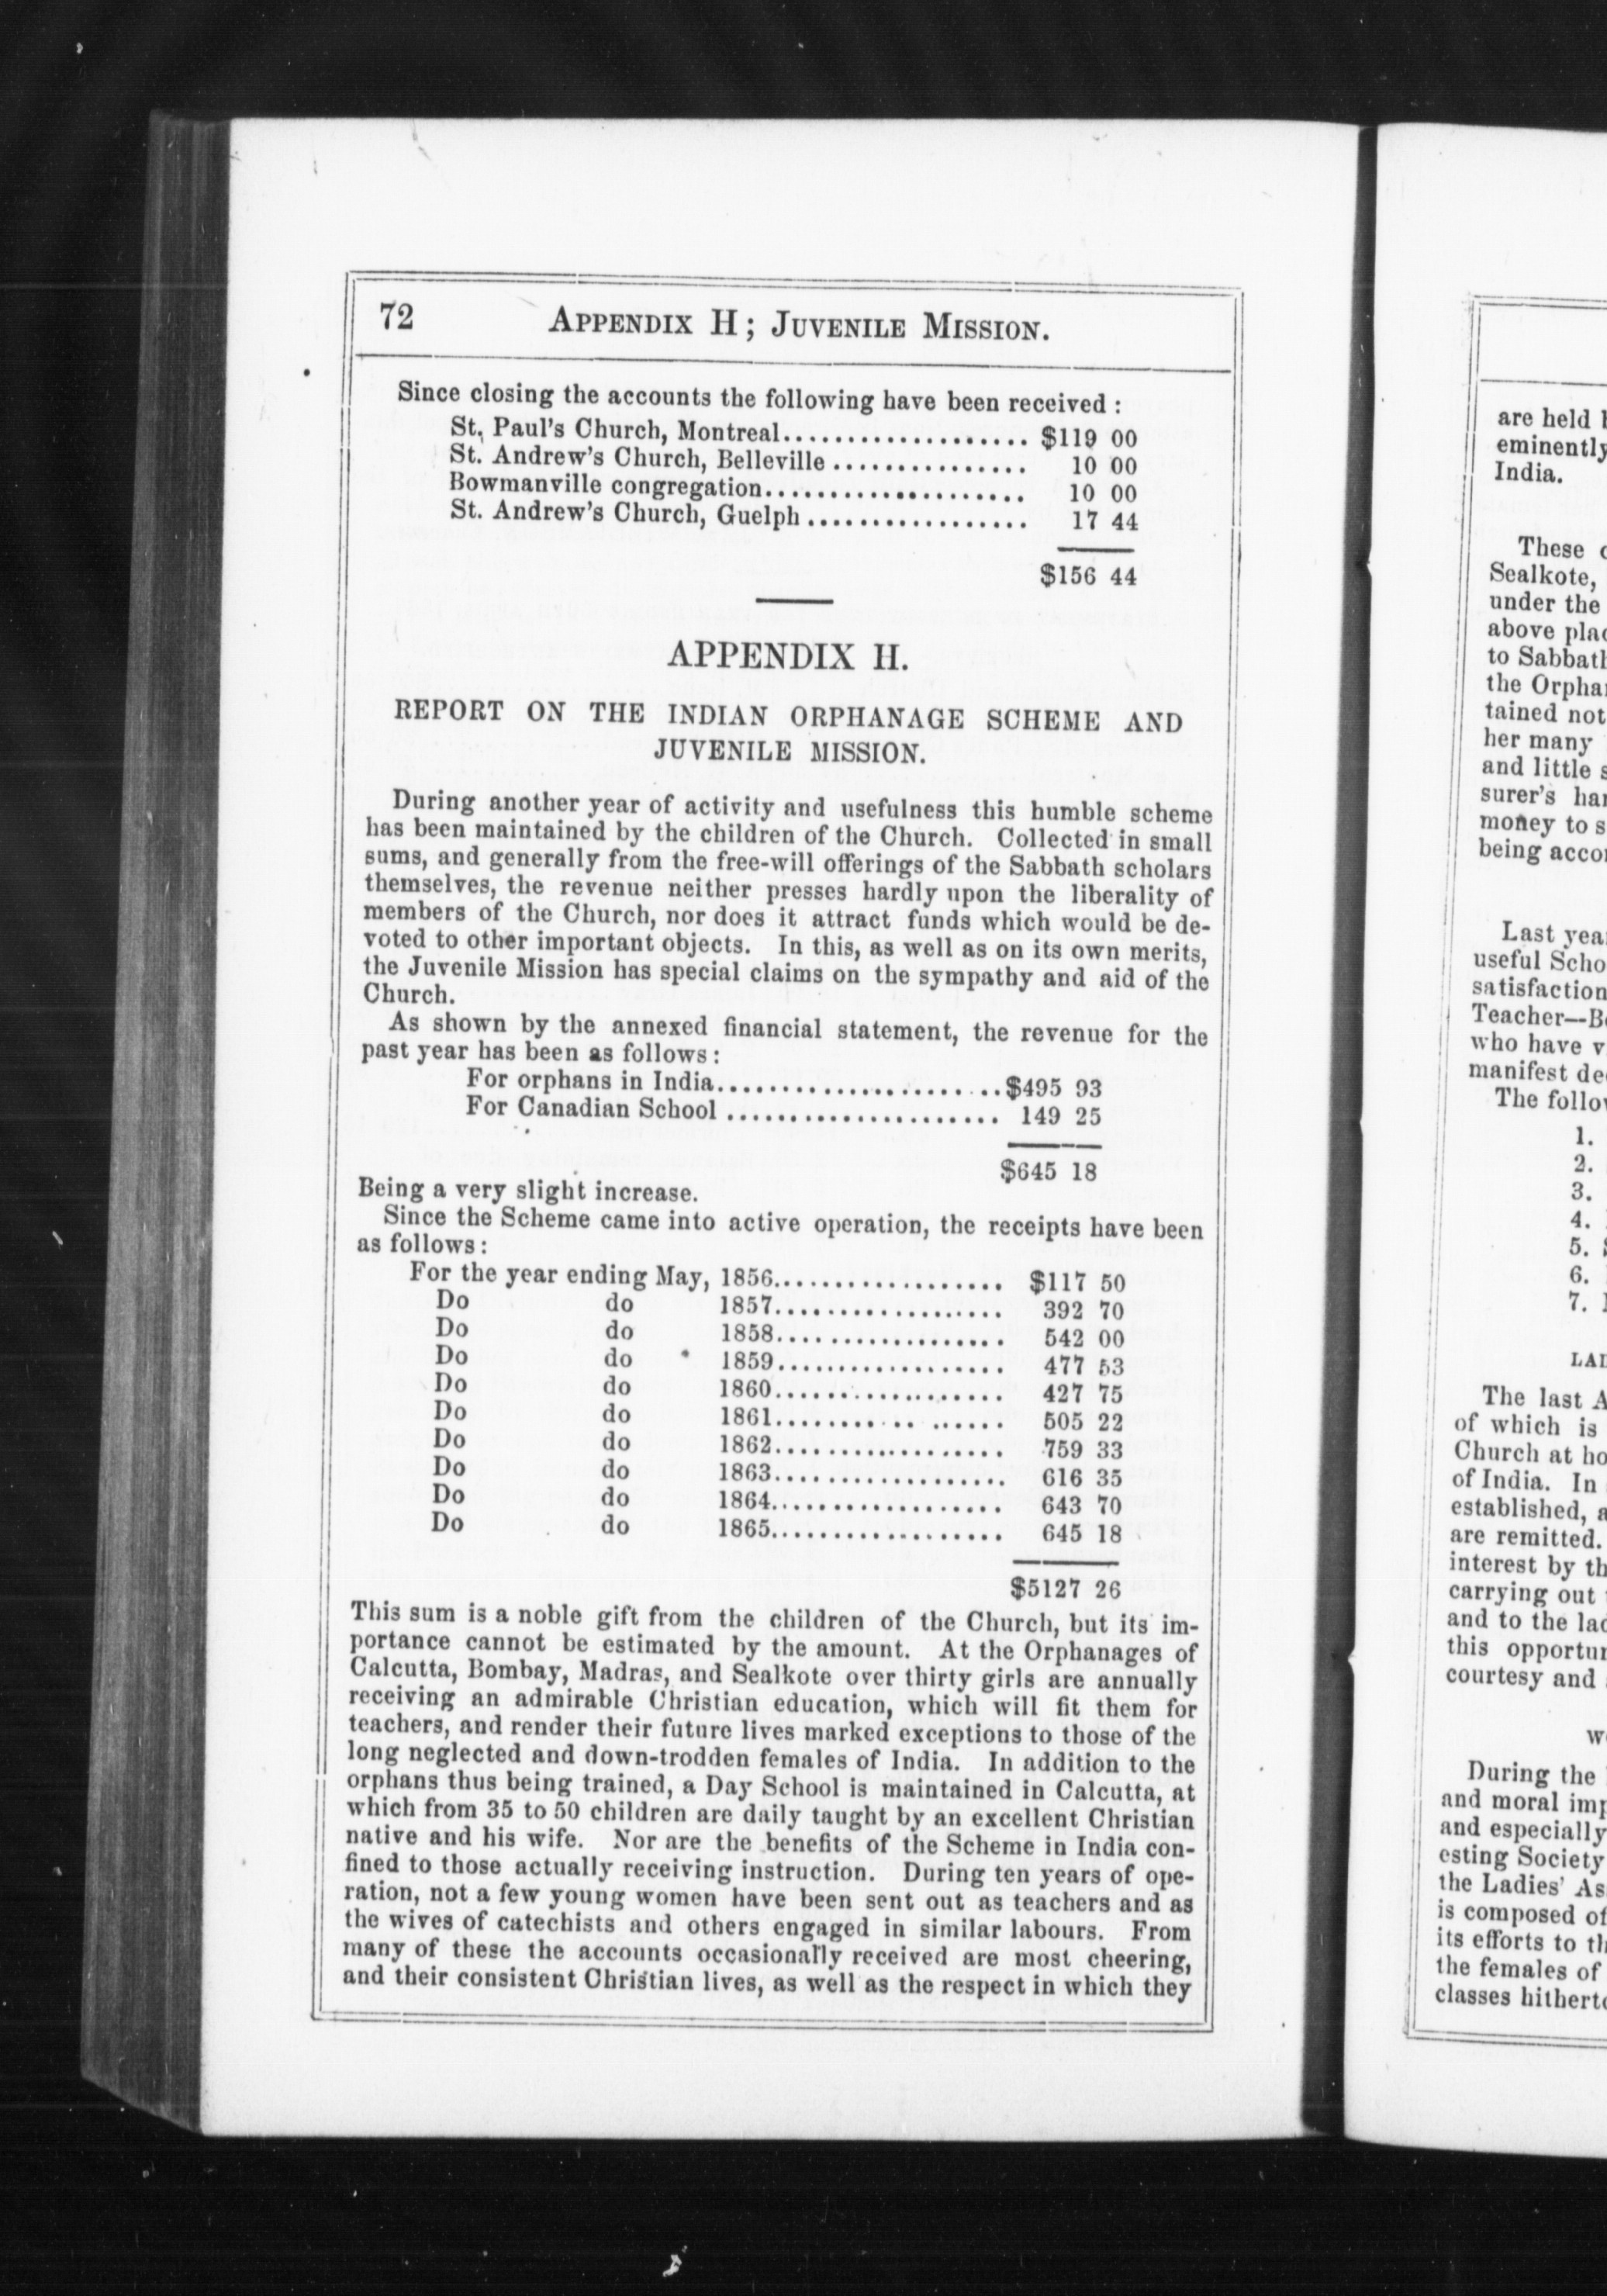 72 APPENDIX H; JUVENILE MISSION.
Since closing the accounts the following have been received :
St. Paul's Church, Montreal................... $119 00
St. Andrew's Church, Belleville ............... 10 00
Bowmanville congregation.................... 10 00
St. Andrew's Church, Guelph ................. 17 44
$156 44
APPENDIX H.
REPORT ON THE INDIAN ORPHANAGE SCHEME AND
JUVENILE MISSION.
During another year of activity and usefulness this humble scheme
has been maintained by the children of the Church. Collected in small
sums, and generally from the free-will offerings of the Sabbath scholars
themselves, the revenue neither presses hardly upon the liberality of
members of the Church, nor does it attract funds which would be de-
voted to other important objects. In this, as well as on its own merits,
the Juvenile Mission has special claims on the sympathy and aid of the
Church.
As shown by the annexed financial statement, the revenue for the
past year has been as follows :
For orphans in India......................$495 93
For Canadian School ..................... 149 25
$645 18
Being a very slight increase.
Since the Scheme came into active operation, the receipts have been
as follows :
For the year ending May, 1856.................. $117 50
Do do 1857.................. 392 70
Do do 1858.................. 542 00
Do do 1859.................. 477 53
Do do 1860.................. 427 75
Do do 1861.................. 505 22
Do do 1862.................. 759 33
Do do 1863.................. 616 35
Do do 1864.................. 643 70
Do do 1865.................. 645 18
$5127 26
This sum is a noble gift from the children of the Church, but its im-
portance cannot be estimated by the amount. At the Orphanages of
Calcutta, Bombay, Madras, and Sealkote over thirty girls are annually
receiving an admirable Christian education, which will fit them for
teachers, and render their future lives marked exceptions to those of the
long neglected and down-trodden females of India. In addition to the
orphans thus being trained, a Day School is maintained in Calcutta, at
which from 35 to 50 children are daily taught by an excellent Christian
native and his wife. Nor are the benefits of the Scheme in India con-
fined to those actually receiving instruction. During ten years of ope-
ration, not a few young women have been sent out as teachers and as
the wives of catechists and others engaged in similar labours. From
many of these the accounts occasionally received are most cheering,
and their consistent Christian lives, as well as the respect in which they
are held
eminently
India.
These
Sealkote,
under the
above
to
the
tained not
her many
and little
surer's
money to
being
Last
useful
satisfaction
Teacher—
who have
manifest
The
1.
2.
3.
4.
5.
6.
7.
The last
of which is
Church at
of India. In
established,
are remitted.
interest by
carrying out
and to the
this
courtesy and
During the
and moral
and especially
esting Society
the Ladies'
is composed of
its efforts to
the females of
classes